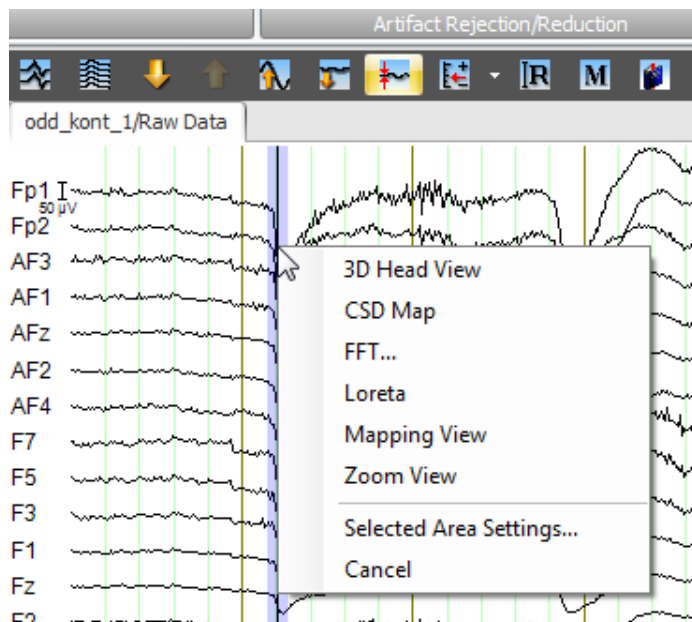 Artifact Rejection/Reduction
R
M
odd_kont_1/Raw Data
Fp1
50 µV
Fp2
AF3
AF1
AFz
AF2
AF4
F7
F5
F3
F1
Fz
F2
3D Head View
CSD Map
FFT...
Loreta
Mapping View
Zoom View
Selected Area Settings...
Cancel